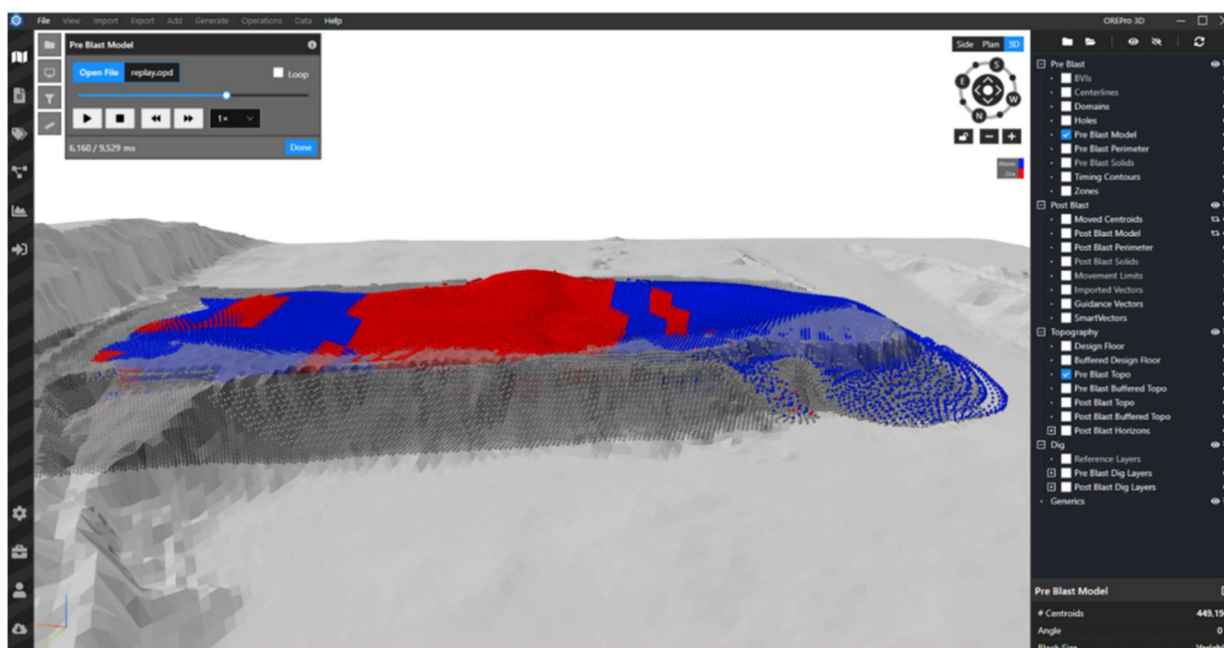 File View Import Export Add Generate Operations Data Help
OREPro 3D
Pre Blast Model
Open File replay.opd
Loop
1×
6,160 / 9,529 ms
Done
Side Plan 3D
S
E
W
N
Waste
Ore
Pre Blast
BVIs
Centerlines
Domains
Holes
Pre Blast Model
Pre Blast Perimeter
Pre Blast Solids
Timing Contours
Zones
Post Blast
Moved Centroids
Post Blast Model
Post Blast Perimeter
Post Blast Solids
Movement Limits
Imported Vectors
Guidance Vectors
SmartVectors
Topography
Design Floor
Buffered Design Floor
Pre Blast Topo
Pre Blast Buffered Topo
Post Blast Topo
Post Blast Buffered Topo
Post Blast Horizons
Dig
Reference Layers
Pre Blast Dig Layers
Post Blast Dig Layers
Generics
Pre Blast Model
# Centroids 449,19
Angle 0
Block Size